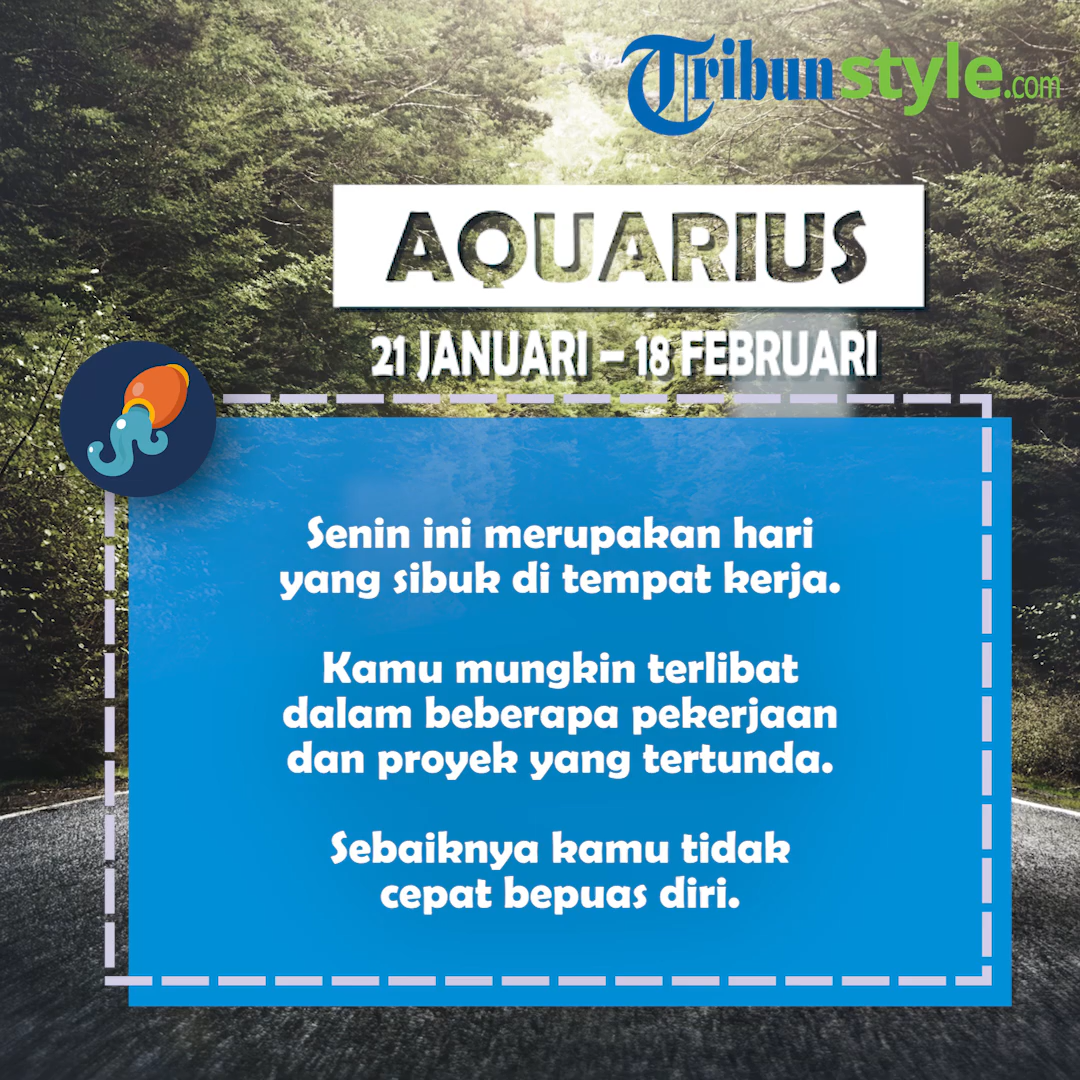 Tribunstyle.com
AQUARIUS
21 JANUARI – 18 FEBRUARI
Senin ini merupakan hari
yang sibuk di tempat kerja.
Kamu mungkin terlibat
dalam beberapa pekerjaan
dan proyek yang tertunda.
Sebaiknya kamu tidak
cepat bepuas diri.